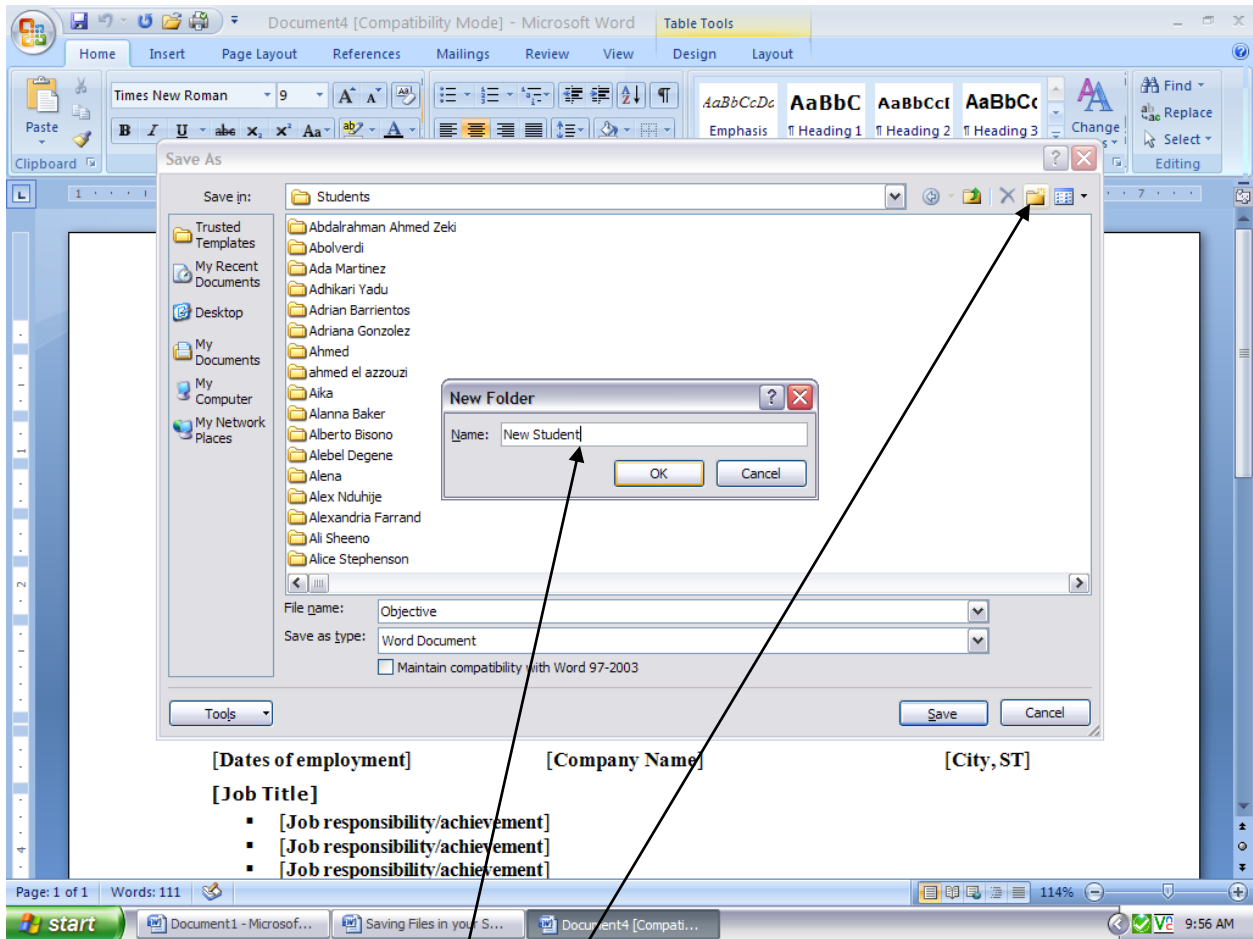 Document4 [Compatibility Mode] - Microsoft Word Table Tools
Home Insert Page Layout References Mailings Review View Design Layout
Times New Roman 9
Paste
Clipboard
AaBbCcDc AaBbC AaBbCcI AaBbCc
Emphasis ¶ Heading 1 ¶ Heading 2 ¶ Heading 3
Change
Find
Replace
Select
Editing
Save As
Save in: Students
Trusted Templates
My Recent Documents
Desktop
My Documents
My Computer
My Network Places
Abdalrahman Ahmed Zeki
Abolverdi
Ada Martinez
Adhikari Yadu
Adrian Barrientos
Adriana Gonzolez
Ahmed
ahmed el azzouzi
Aika
Alanna Baker
Alberto Bisono
Alebel Degene
Alena
Alex Nduhije
Alexandria Farrand
Ali Sheeno
Alice Stephenson
New Folder
Name: New Student
OK Cancel
File name: Objective
Save as type: Word Document
Maintain compatibility with Word 97-2003
Tools Save Cancel
[Dates of employment] [Company Name] [City, ST]
[Job Title]
▪ [Job responsibility/achievement]
▪ [Job responsibility/achievement]
▪ [Job responsibility/achievement]
Page: 1 of 1 Words: 111 114%
start Document1 - Microsof... Saving Files in your S... Document4 [Compati... 9:56 AM